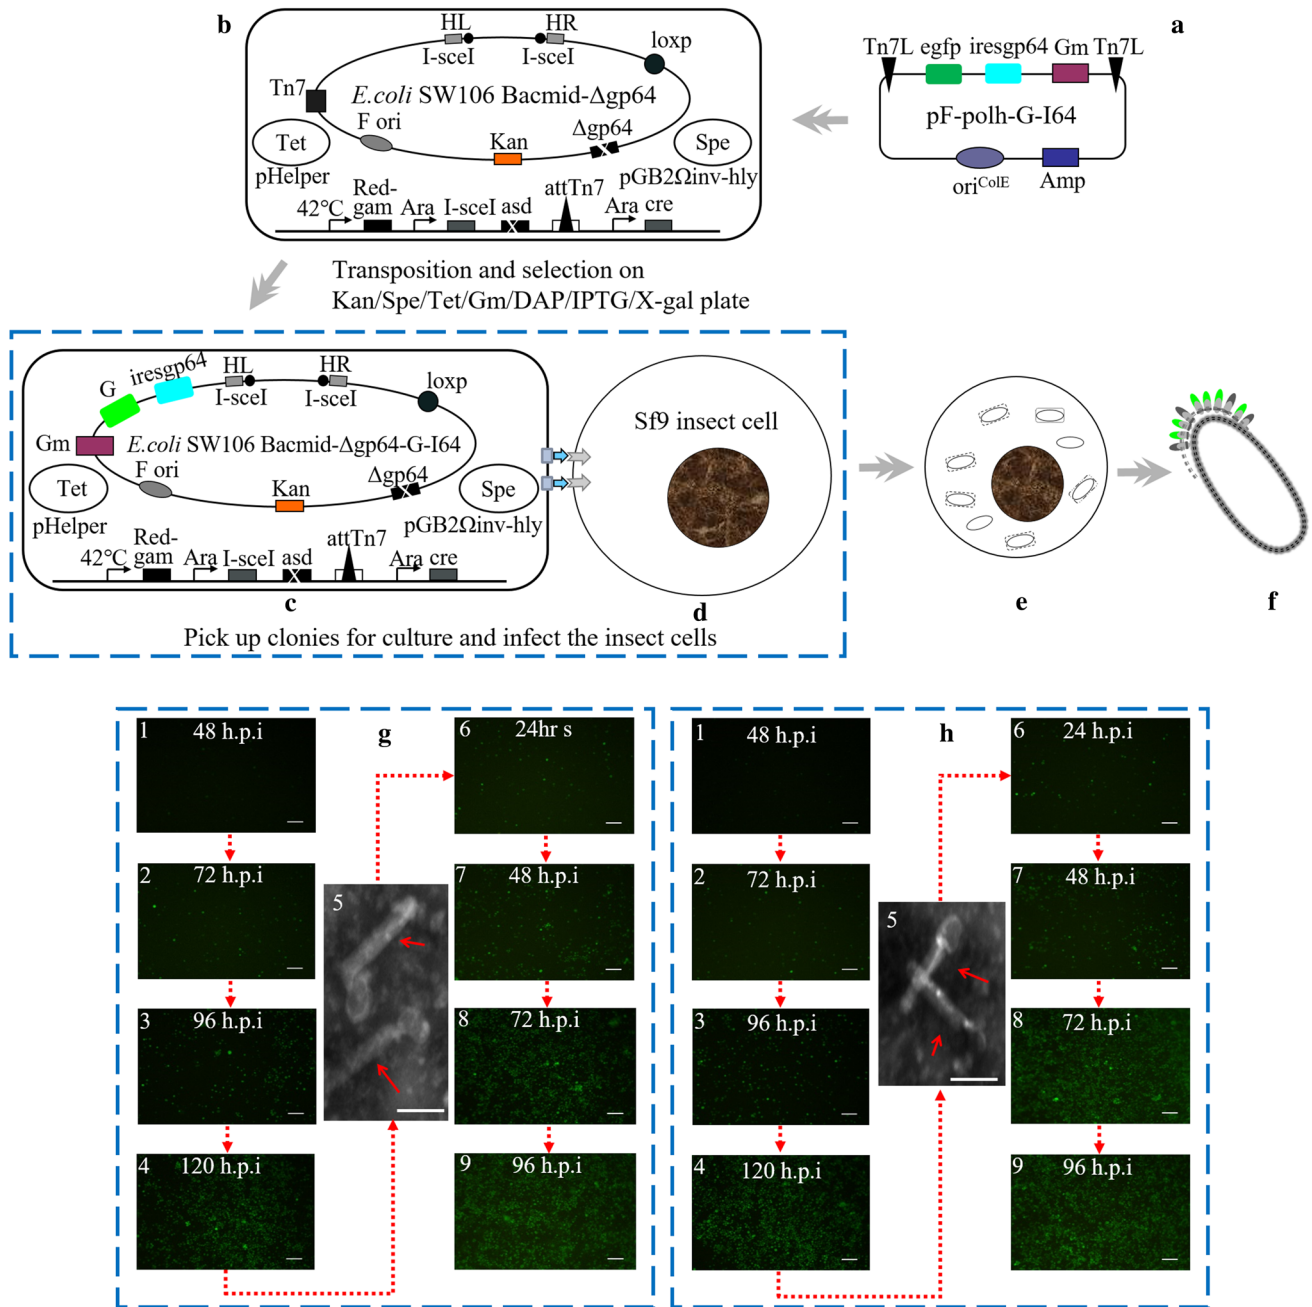 b
HL
HR
I-sceI
I-sceI
loxp
Tn7
E.coli SW106 Bacmid-Δgp64
F ori
Δgp64
Kan
Tet
Spe
pHelper
pGB2Ωinv-hly
42°C
Red-
gam
Ara
I-sceI
asd
attTn7
Ara
cre
a
Tn7L
egfp
iresgp64
Gm
Tn7L
pF-polh-G-I64
oriColE
Amp
Transposition and selection on
Kan/Spe/Tet/Gm/DAP/IPTG/X-gal plate
G
iresgp64
HL
HR
I-sceI
I-sceI
loxp
Gm
E.coli SW106 Bacmid-Δgp64-G-I64
F ori
Δgp64
Kan
Tet
Spe
pHelper
pGB2Ωinv-hly
42°C
Red-
gam
Ara
I-sceI
asd
attTn7
Ara
cre
c
Sf9 insect cell
d
e
f
Pick up clonies for culture and infect the insect cells
g
1
48 h.p.i
2
72 h.p.i
3
96 h.p.i
4
120 h.p.i
5
6
24hr s
7
48 h.p.i
8
72 h.p.i
9
96 h.p.i
h
1
48 h.p.i
2
72 h.p.i
3
96 h.p.i
4
120 h.p.i
5
6
24 h.p.i
7
48 h.p.i
8
72 h.p.i
9
96 h.p.i